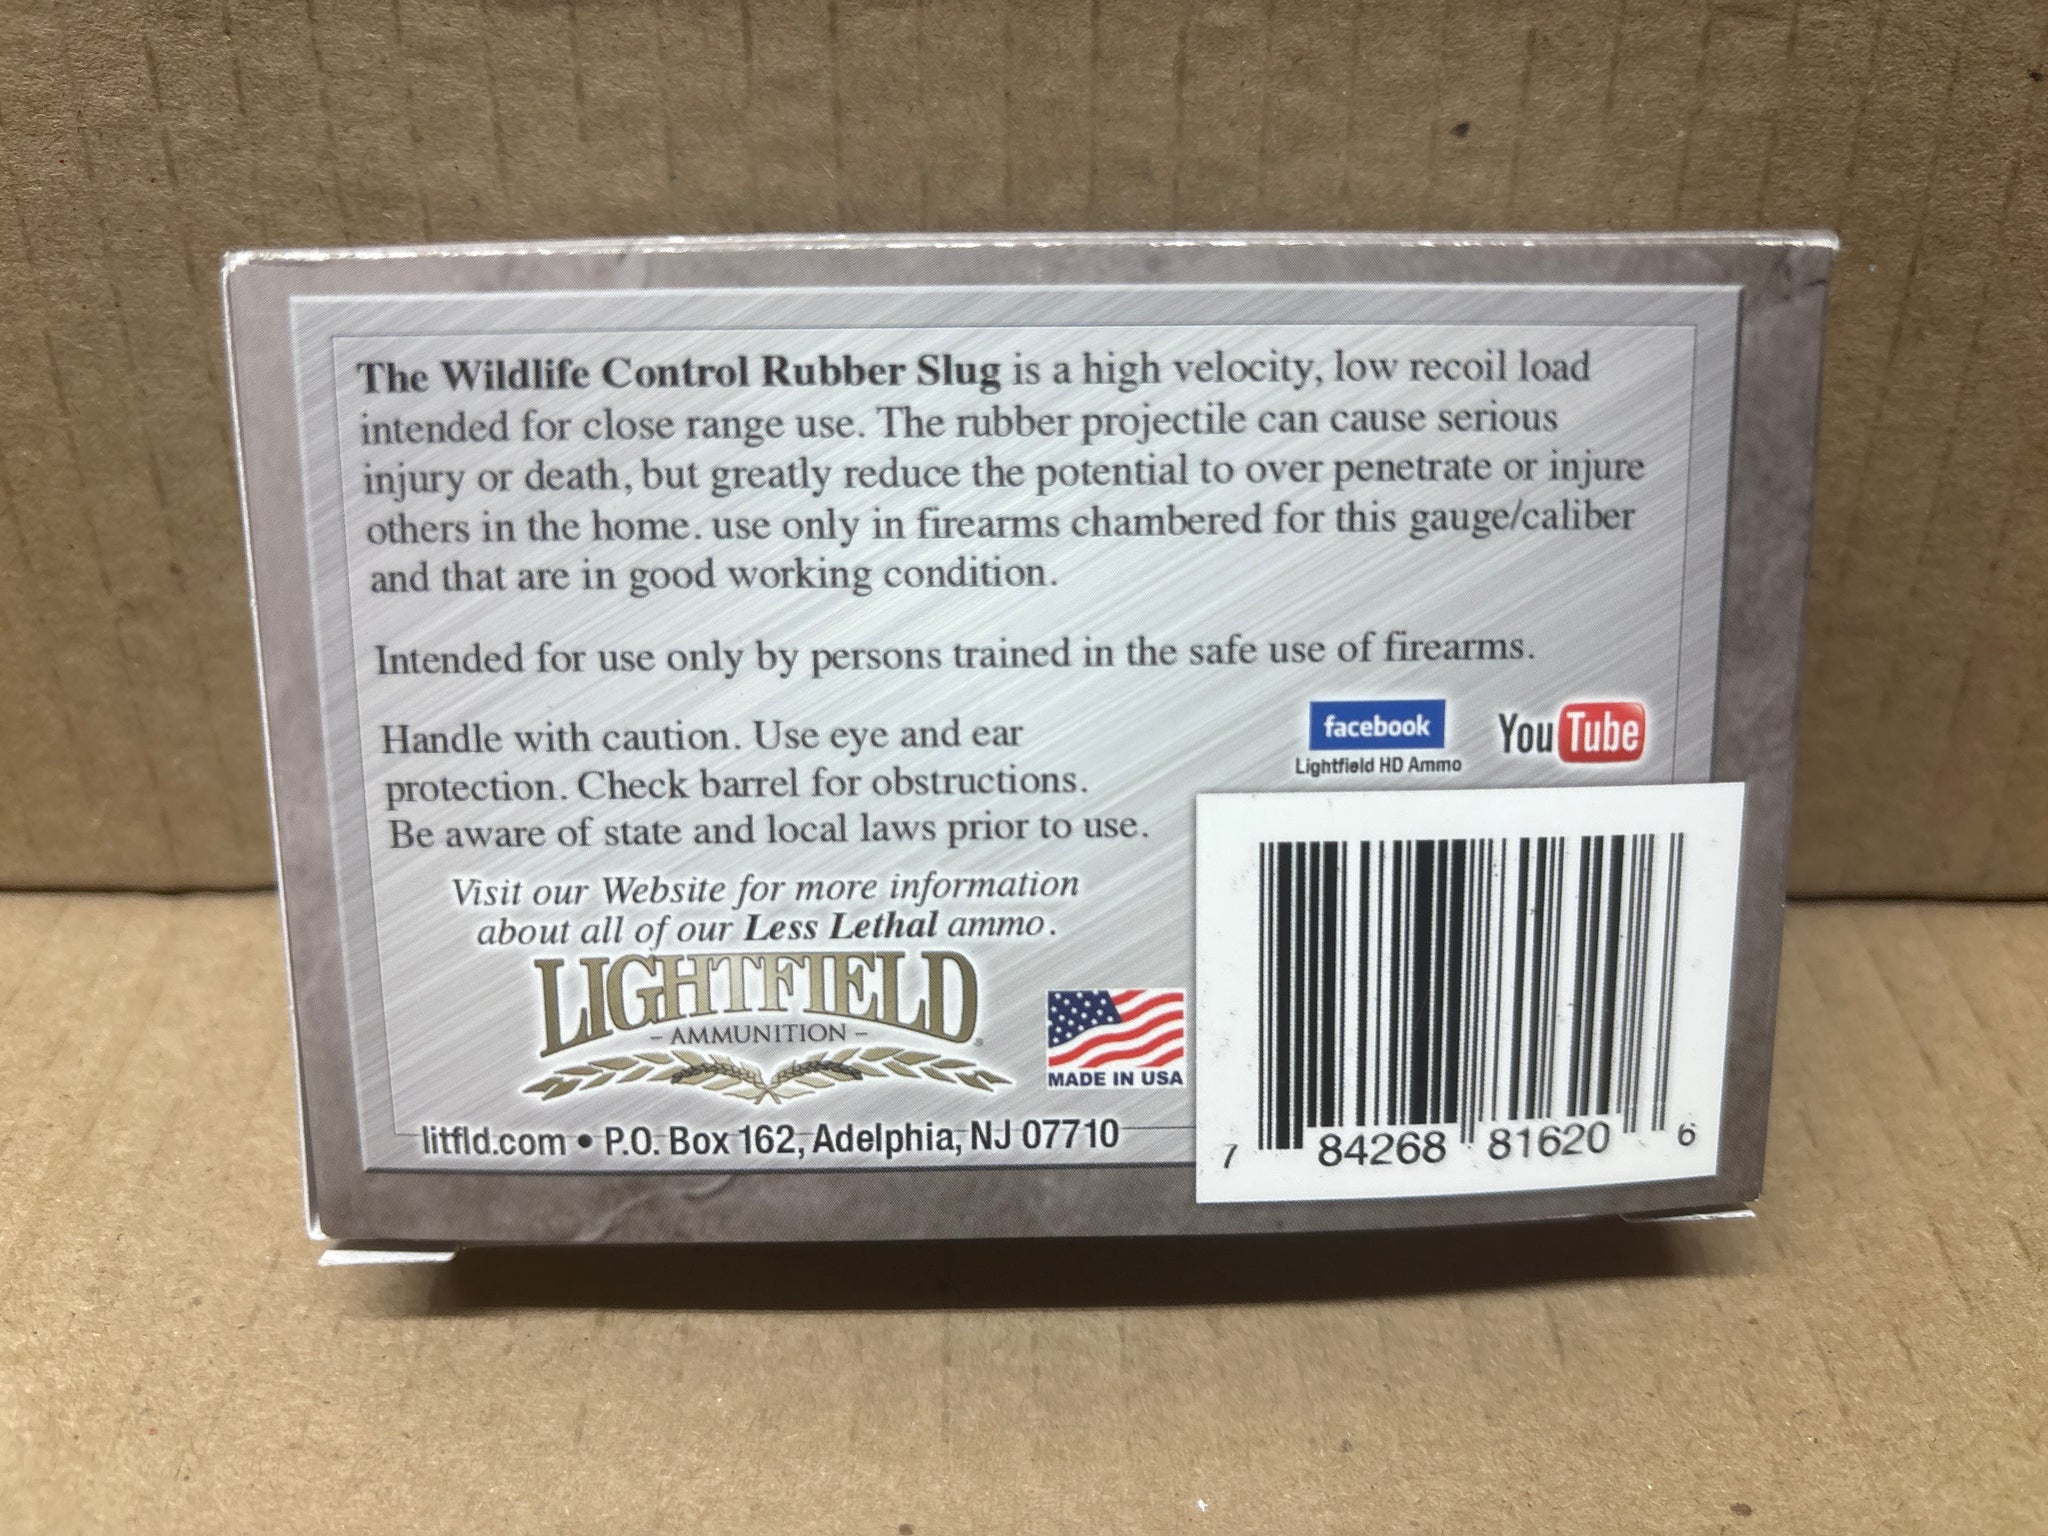 The Wildlife Control Rubber Slug is a high velocity, low recoil load
intended for close range use. The rubber projectile can cause serious
injury or death, but greatly reduce the potential to over penetrate or injure
others in the home. use only in firearms chambered for this gauge/caliber
and that are in good working condition.
Intended for use only by persons trained in the safe use of firearms.
Handle with caution. Use eye and ear
protection. Check barrel for obstructions.
Be aware of state and local laws prior to use.
facebook
Lightfield HD Ammo
YouTube
Visit our Website for more information
about all of our Less Lethal ammo.
LIGHTFIELD
- AMMUNITION -
MADE IN USA
litfld.com • P.O. Box 162, Adelphia, NJ 07710
7 84268 81620 6